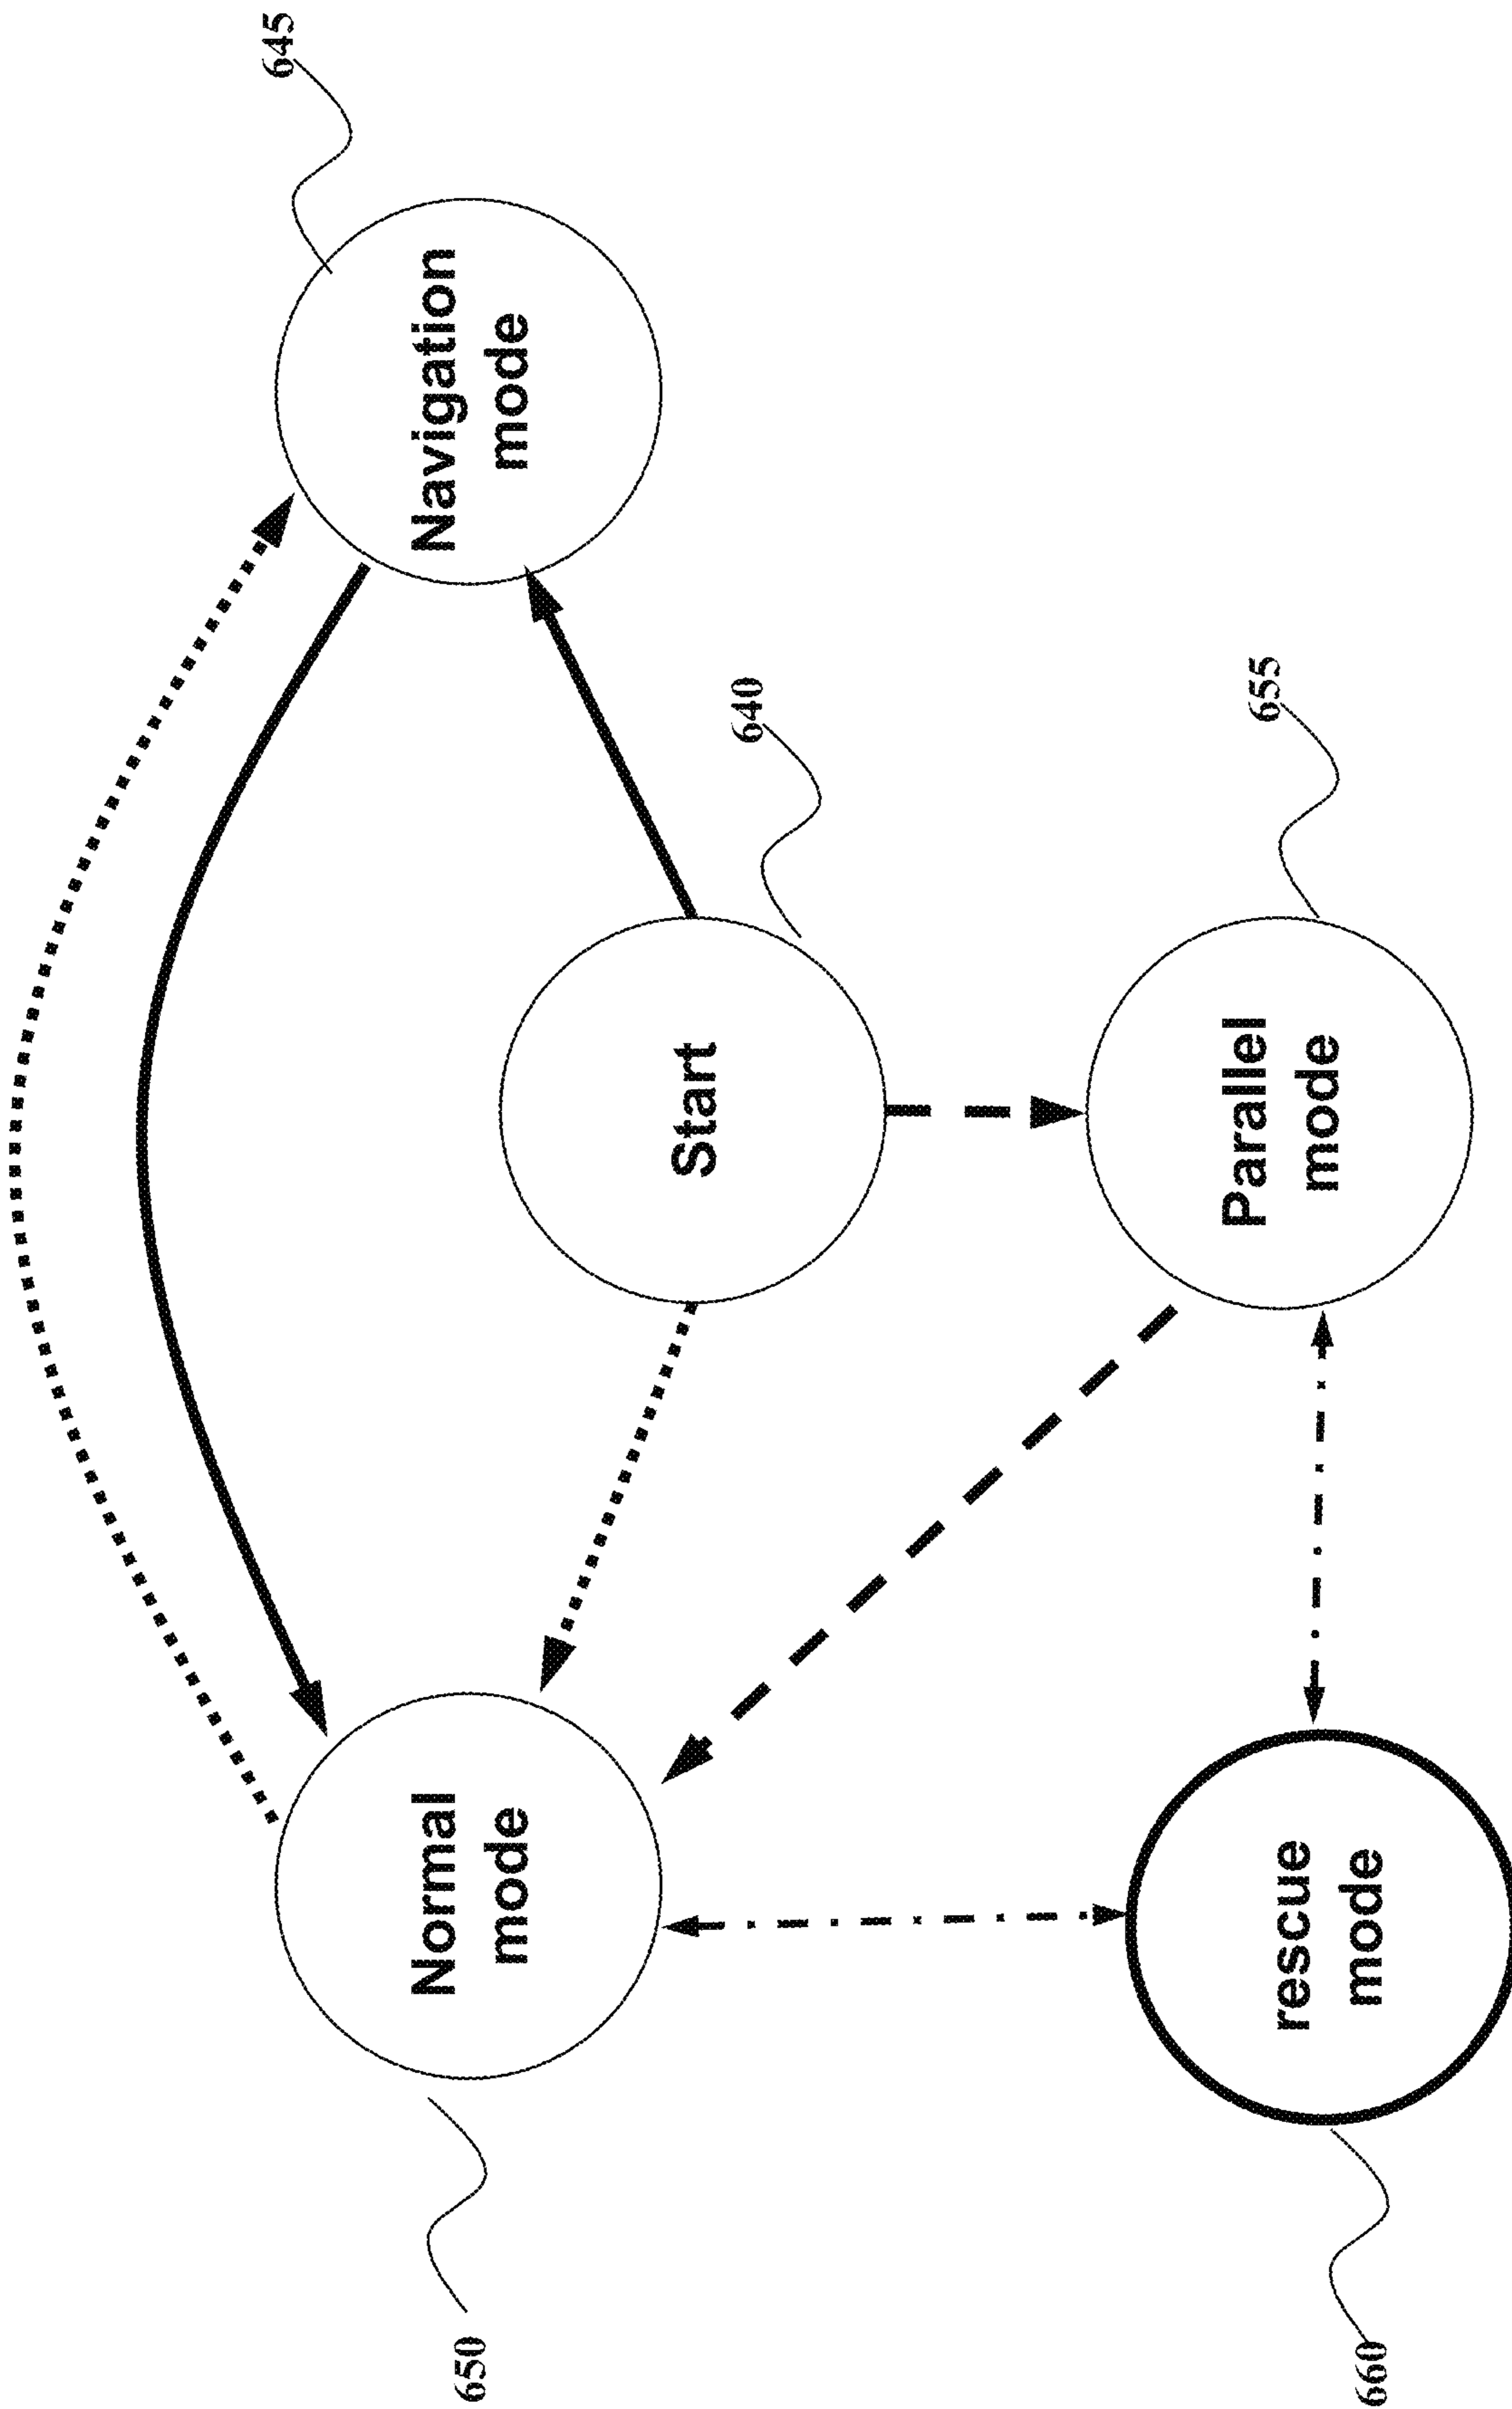 645
Navigation
mode
640
Start
655
Parallel
mode
Normal
mode
650
rescue
mode
660